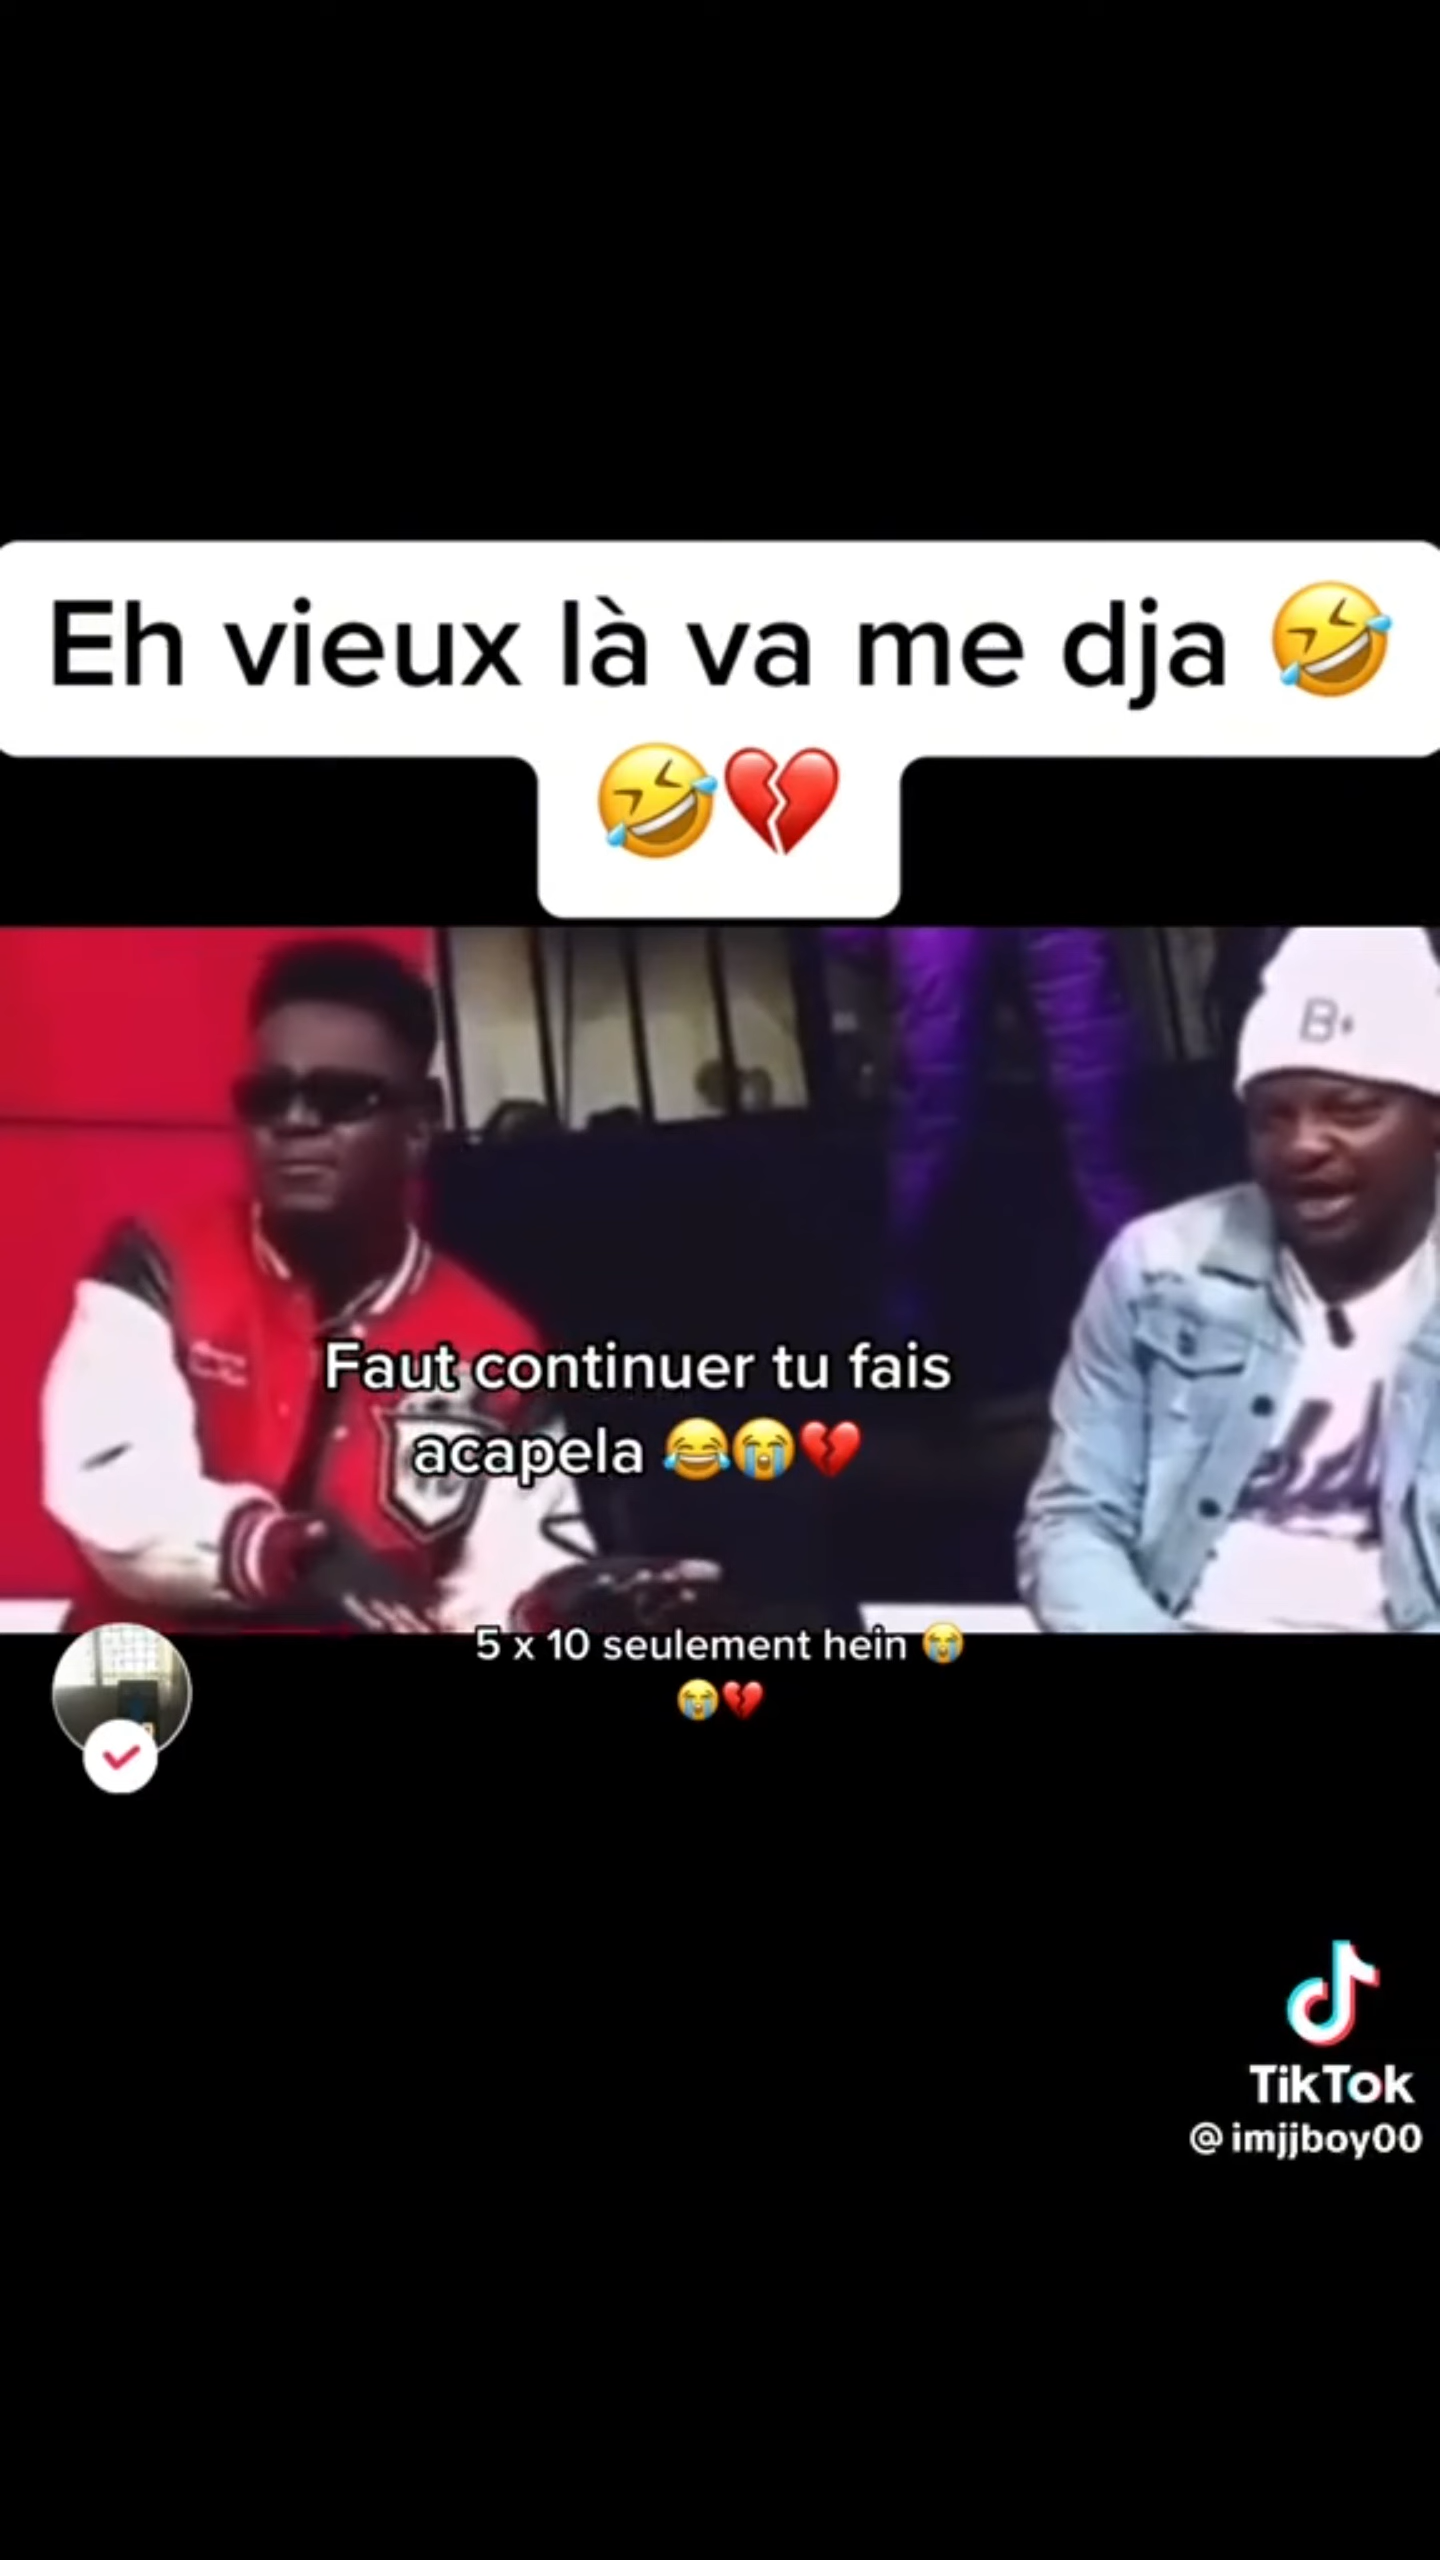 Eh vieux là va me dja 🤣
🤣💔
B+
Faut continuer tu fais
acapela 😂😭💔
5 x 10 seulement hein 😭
😭💔
TikTok
@imjjboy00